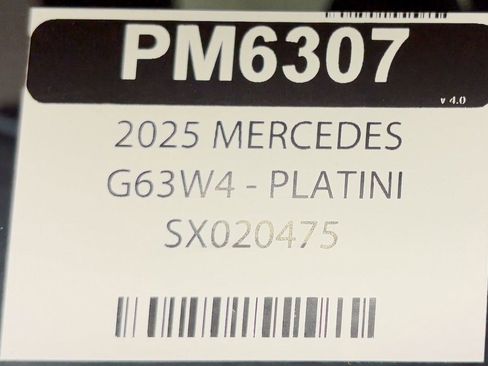 PM6307
v 4.0
2025 MERCEDES
G63W4 - PLATINI
SX020475